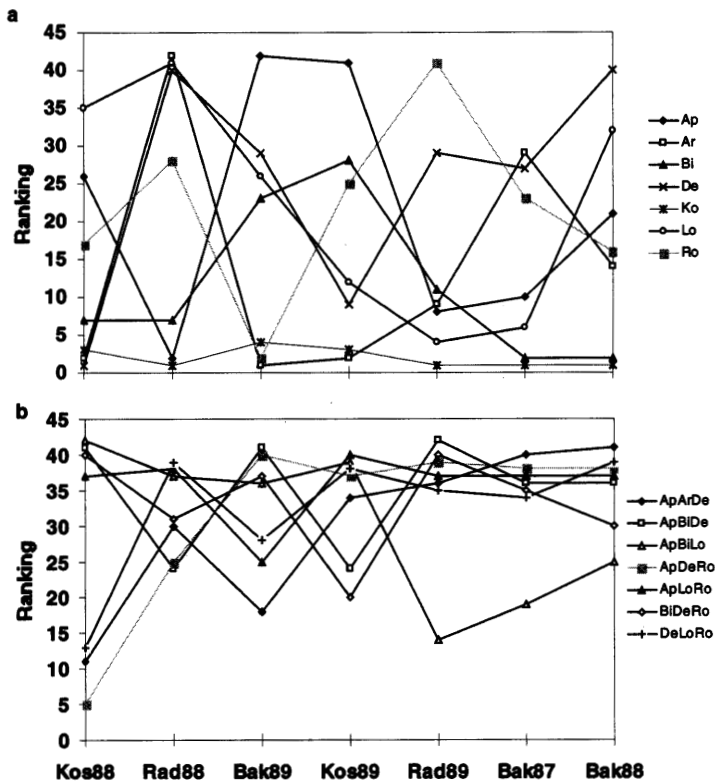 a
Ranking
45
40
35
30
25
20
15
10
5
0
Ap
Ar
Bi
De
Ko
Lo
Ro
b
Ranking
45
40
35
30
25
20
15
10
5
0
ApArDe
ApBiDe
ApBiLo
ApDeRo
ApLoRo
BiDeRo
DeLoRo
Kos88 Rad88 Bak89 Kos89 Rad89 Bak87 Bak88